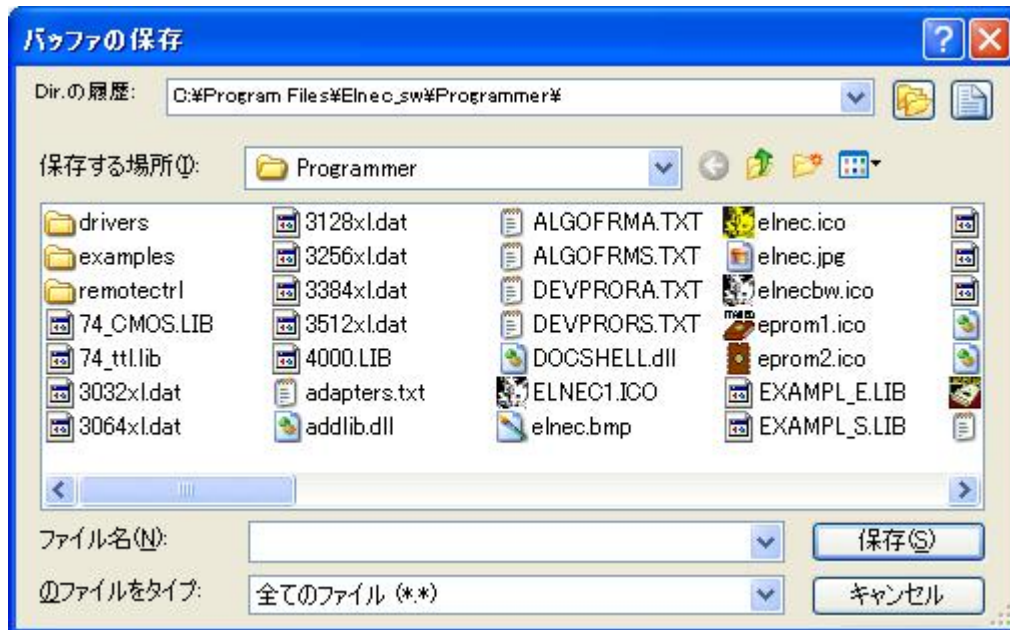 バッファの保存
Dir.の履歴: C:¥Program Files¥Elnec_sw¥Programmer¥
保存する場所(I): Programmer
drivers 3128xl.dat ALGOFRMA.TXT elnec.ico
examples 3256xl.dat ALGOFRMS.TXT elnec.jpg
remotectrl 3384xl.dat DEVPRORA.TXT elnecbw.ico
74_CMOS.LIB 3512xl.dat DEVPRORS.TXT eprom1.ico
74_ttl.lib 4000.LIB DOCSHELL.dll eprom2.ico
3032xl.dat adapters.txt ELNEC1.ICO EXAMPL_E.LIB
3064xl.dat addlib.dll elnec.bmp EXAMPL_S.LIB
ファイル名(N): 保存(S)
のファイルをタイプ: 全てのファイル (*.*) キャンセル